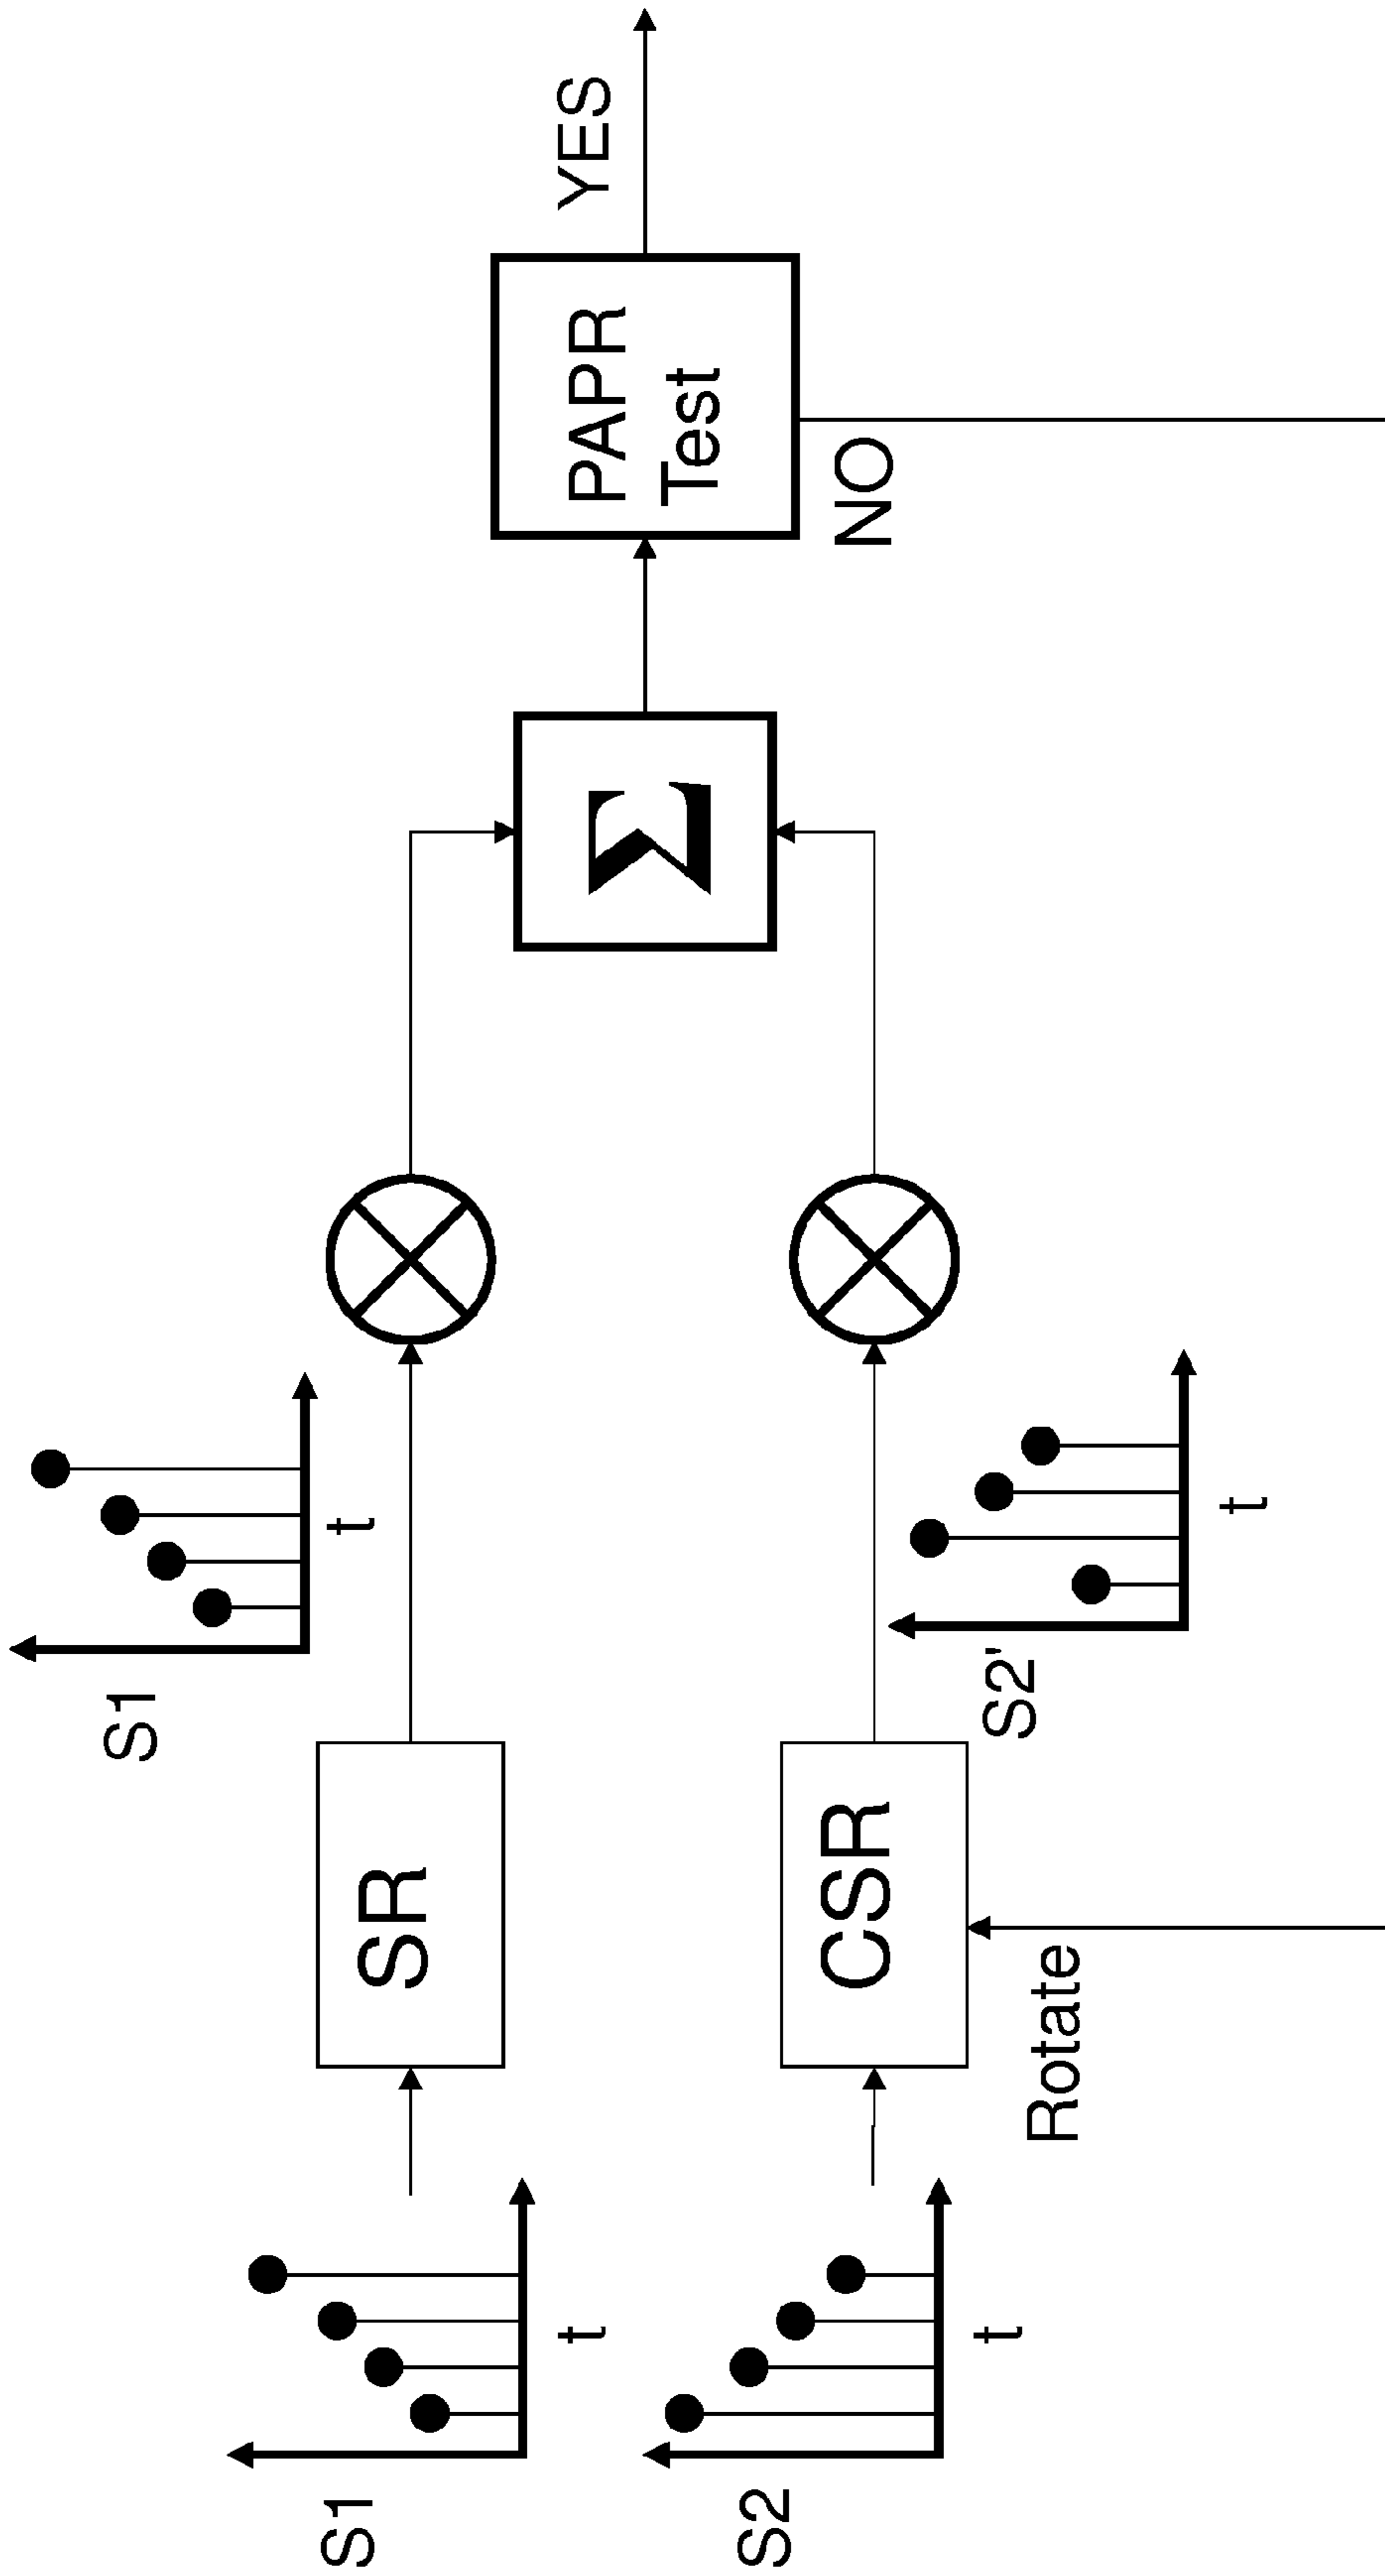 S1
t
SR
S1
t
S2
t
CSR
Rotate
S2'
t
Σ
PAPR
Test
YES
NO